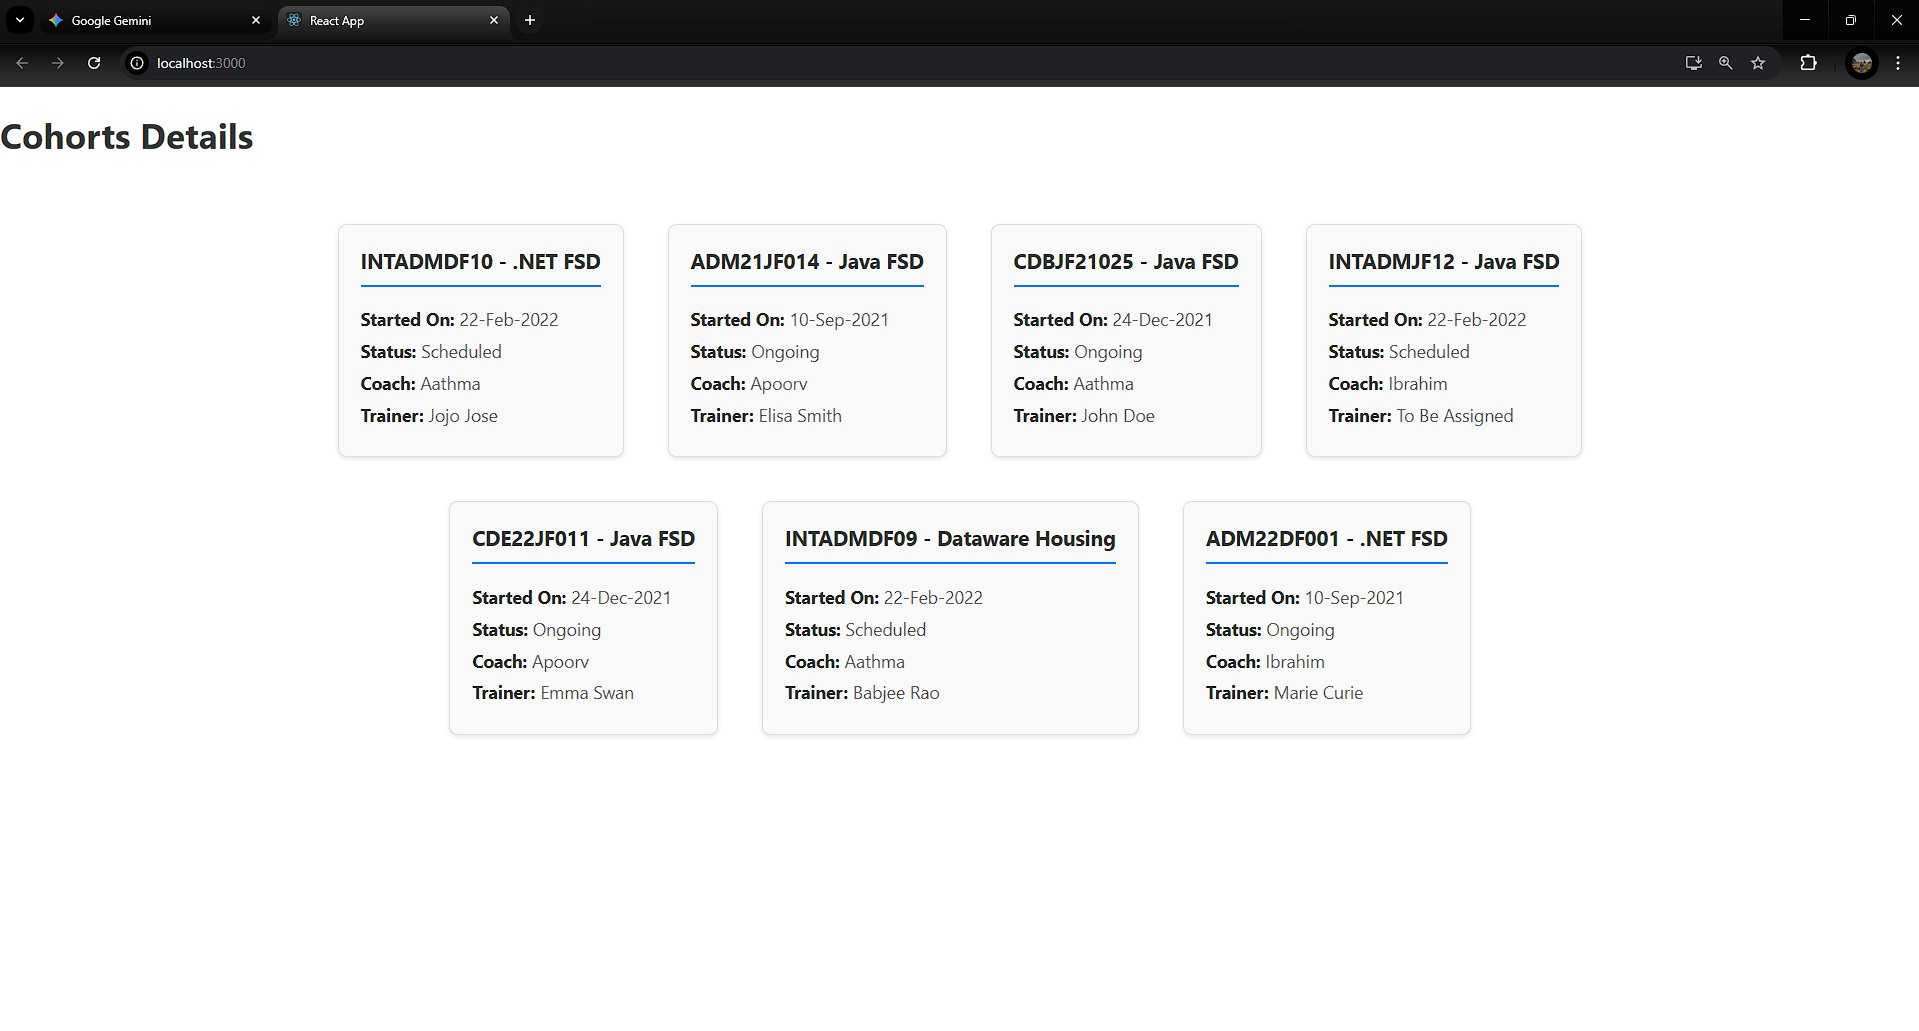 Google Gemini
React App
localhost:3000
Cohorts Details
INTADMDF10 - .NET FSD
Started On: 22-Feb-2022
Status: Scheduled
Coach: Aathma
Trainer: Jojo Jose
ADM21JF014 - Java FSD
Started On: 10-Sep-2021
Status: Ongoing
Coach: Apoorv
Trainer: Elisa Smith
CDBJF21025 - Java FSD
Started On: 24-Dec-2021
Status: Ongoing
Coach: Aathma
Trainer: John Doe
INTADMJF12 - Java FSD
Started On: 22-Feb-2022
Status: Scheduled
Coach: Ibrahim
Trainer: To Be Assigned
CDE22JF011 - Java FSD
Started On: 24-Dec-2021
Status: Ongoing
Coach: Apoorv
Trainer: Emma Swan
INTADMDF09 - Dataware Housing
Started On: 22-Feb-2022
Status: Scheduled
Coach: Aathma
Trainer: Babjee Rao
ADM22DF001 - .NET FSD
Started On: 10-Sep-2021
Status: Ongoing
Coach: Ibrahim
Trainer: Marie Curie